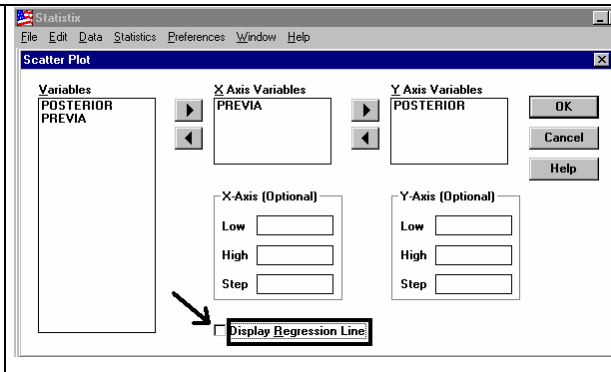 Statistix
File Edit Data Statistics Preferences Window Help
Scatter Plot
Variables
POSTERIOR
PREVIA
X Axis Variables
PREVIA
Y Axis Variables
POSTERIOR
OK
Cancel
Help
X-Axis (Optional)
Low
High
Step
Y-Axis (Optional)
Low
High
Step
Display Regression Line